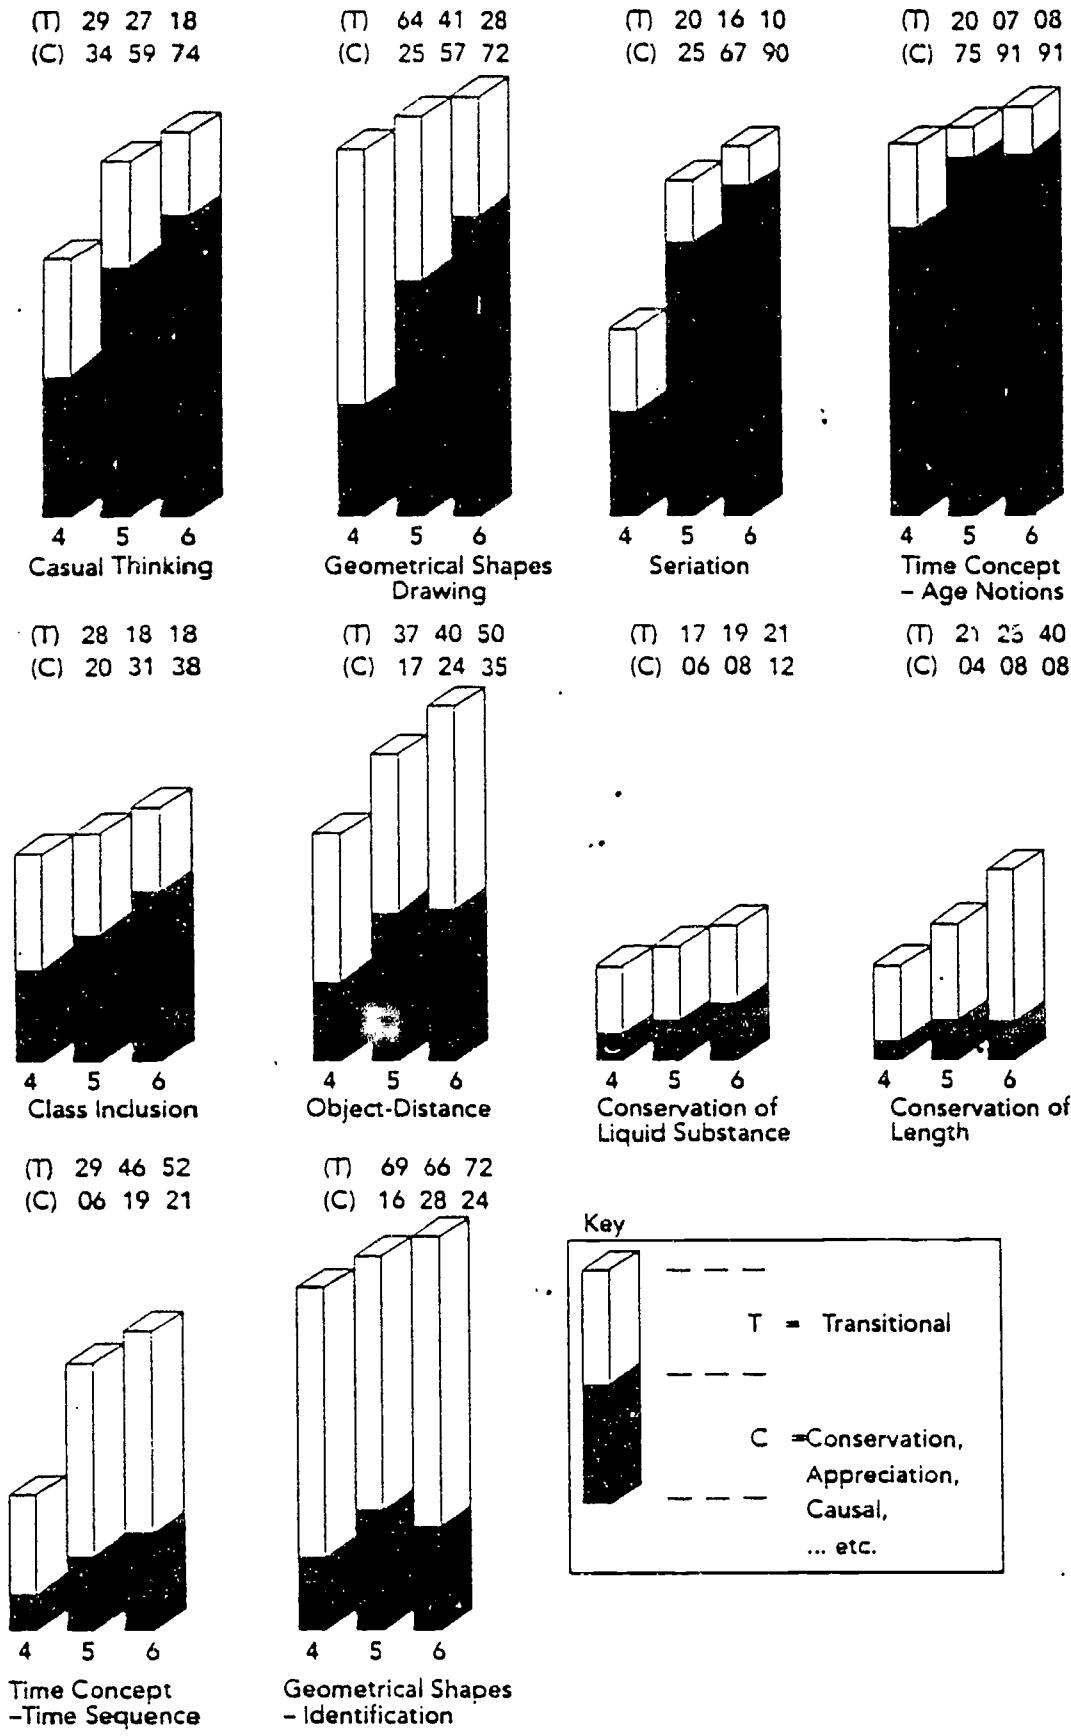 (T) 29 27 18
(C) 34 59 74
(T) 64 41 28
(C) 25 57 72
(T) 20 16 10
(C) 25 67 90
(T) 20 07 08
(C) 75 91 91
4 5 6
Casual Thinking
4 5 6
Geometrical Shapes
Drawing
4 5 6
Seriation
4 5 6
Time Concept
– Age Notions
(T) 28 18 18
(C) 20 31 38
(T) 37 40 50
(C) 17 24 35
(T) 17 19 21
(C) 06 08 12
(T) 21 40
(C) 04 08 08
4 5 6
Class Inclusion
4 5 6
Object-Distance
4 5 6
Conservation of
Liquid Substance
4 5 6
Conservation of
Length
(T) 29 46 52
(C) 06 19 21
(T) 69 66 72
(C) 16 28 24
4 5 6
Time Concept
–Time Sequence
4 5 6
Geometrical Shapes
– Identification
Key
T = Transitional
C =Conservation,
Appreciation,
Causal,
... etc.